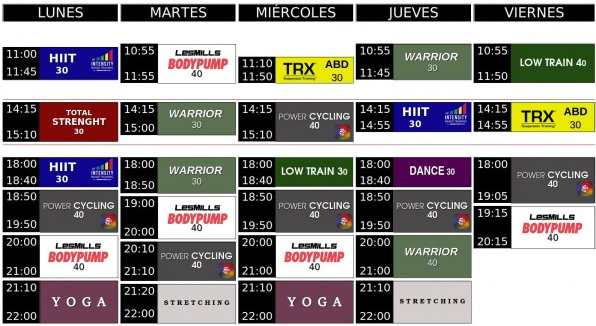 LUNES MARTES MIÉRCOLES JUEVES VIERNES
11:00 11:45 HIIT 30 INTENSITY
10:55 11:55 LESMILLS BODYPUMP 40
11:10 11:50 TRX ABD 30
10:55 11:45 WARRIOR 30
10:55 11:50 LOW TRAIN 40
14:15 15:10 TOTAL STRENGHT 30
14:15 15:00 WARRIOR 30
14:15 15:10 POWER CYCLING 40
14:15 14:55 HIIT 30 INTENSITY
14:15 14:55 TRX ABD 30
18:00 18:40 HIIT 30 INTENSITY
18:00 18:50 WARRIOR 30
18:00 18:40 LOW TRAIN 30
18:00 18:40 DANCE 30
18:00 19:05 POWER CYCLING 40
18:50 19:50 POWER CYCLING 40
19:00 20:00 LESMILLS BODYPUMP 40
18:50 19:50 POWER CYCLING 40
18:50 19:50 POWER CYCLING 40
19:15 20:15 LESMILLS BODYPUMP 40
20:00 21:00 LESMILLS BODYPUMP 40
20:10 21:10 POWER CYCLING 40
20:00 21:00 LESMILLS BODYPUMP 40
20:00 21:00 WARRIOR 40
21:10 22:00 YOGA
21:20 22:00 STRETCHING
21:10 22:00 YOGA
21:10 22:00 STRETCHING